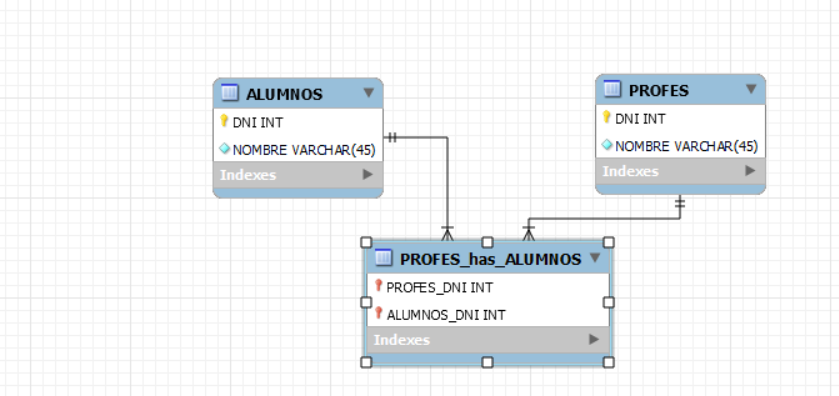 ALUMNOS
DNI INT
NOMBRE VARCHAR(45)
Indexes
PROFES
DNI INT
NOMBRE VARCHAR(45)
Indexes
PROFES_has_ALUMNOS
PROFES_DNI INT
ALUMNOS_DNI INT
Indexes